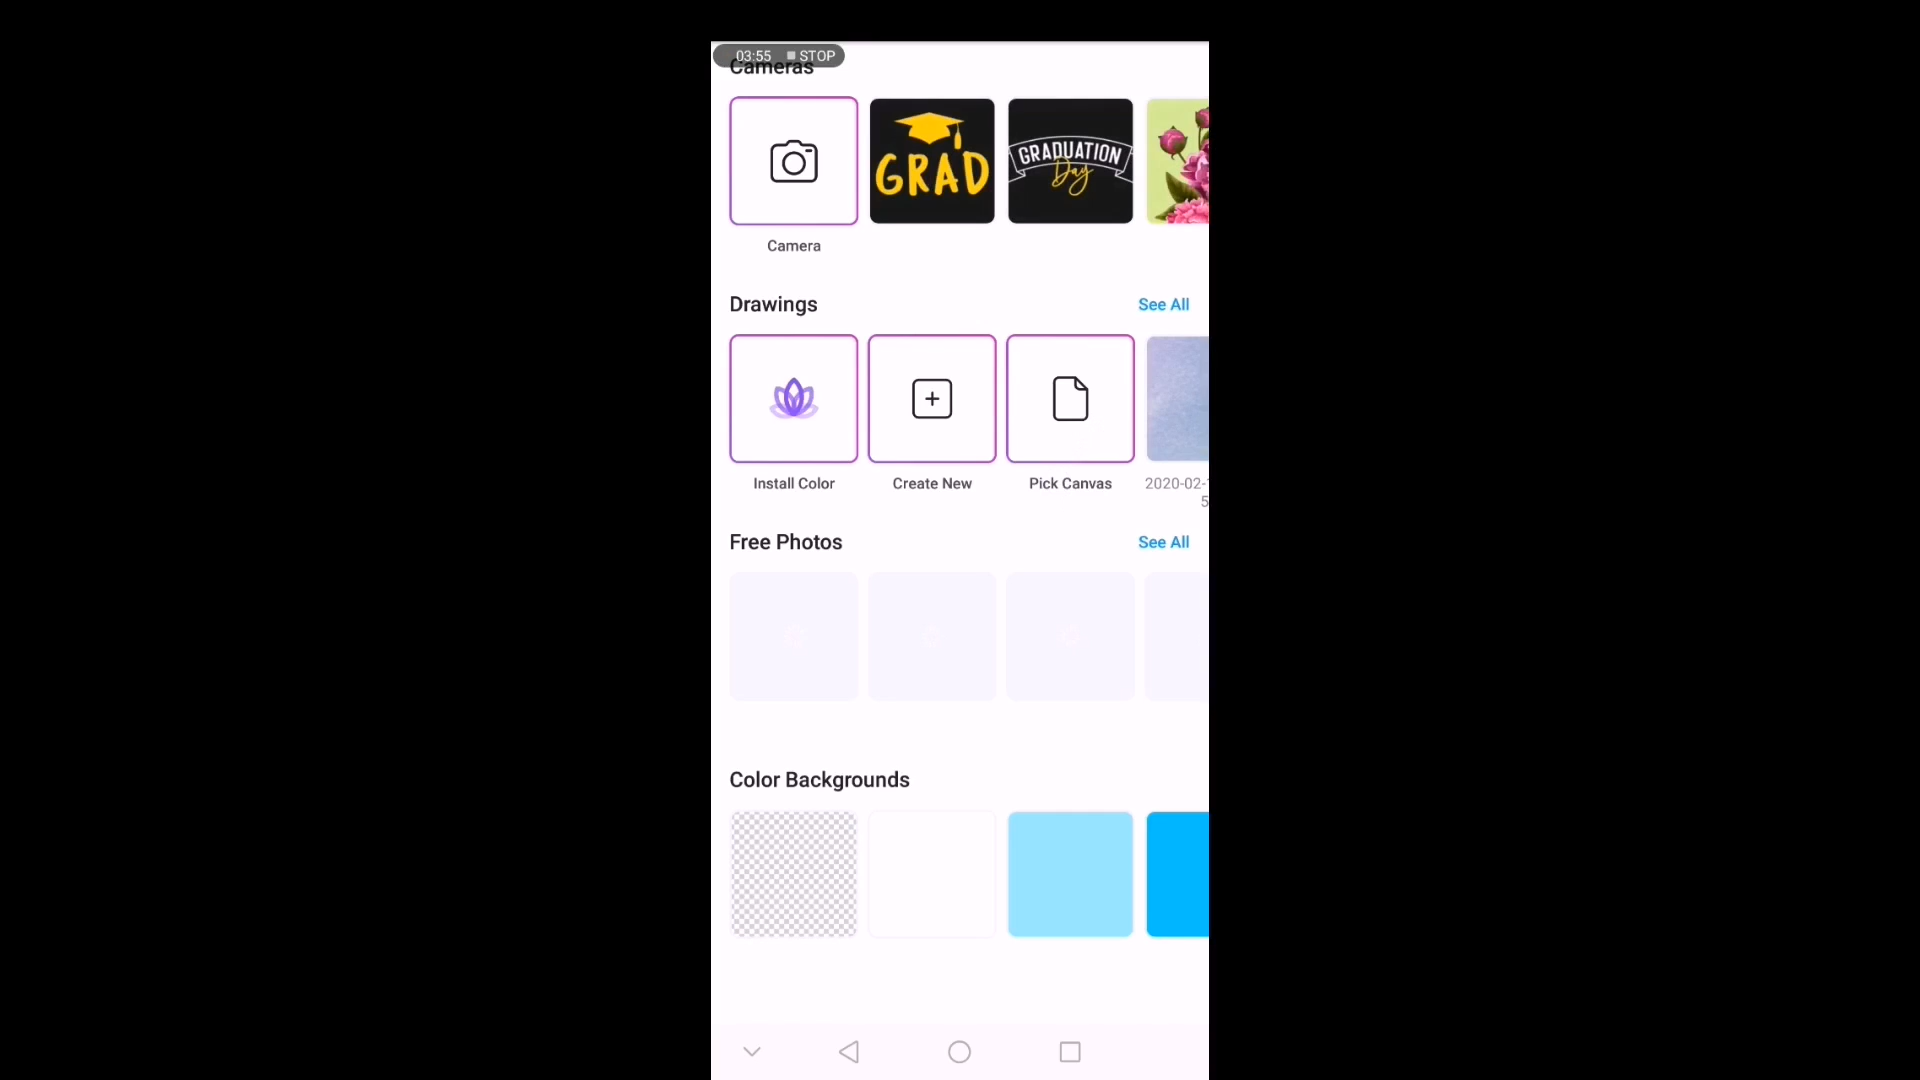 03:55 STOP
Cameras
GRAD
GRADUATION
Day
Camera
Drawings See All
Install Color Create New Pick Canvas 2020-02-
5
Free Photos See All
Color Backgrounds